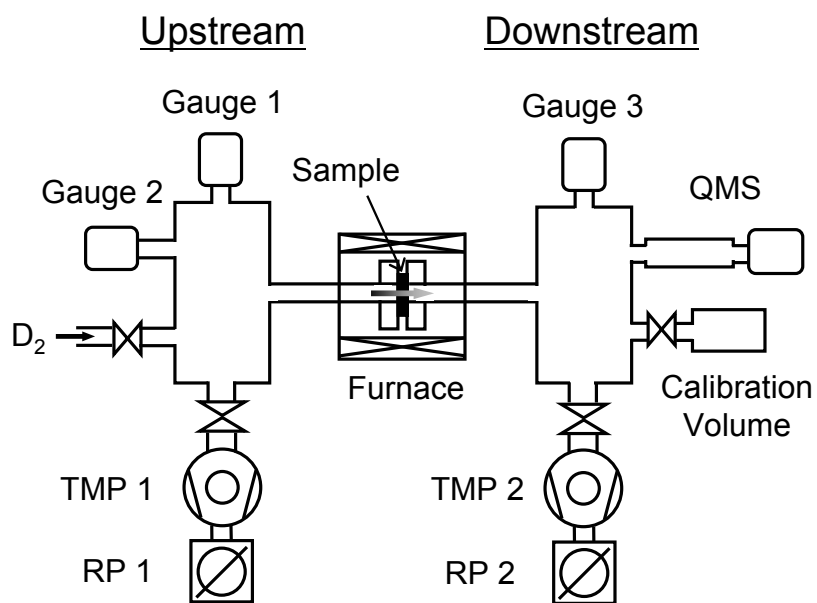 Upstream
Downstream
Gauge 1
Gauge 3
Sample
Gauge 2
QMS
D₂
Furnace
Calibration
Volume
TMP 1
TMP 2
RP 1
RP 2